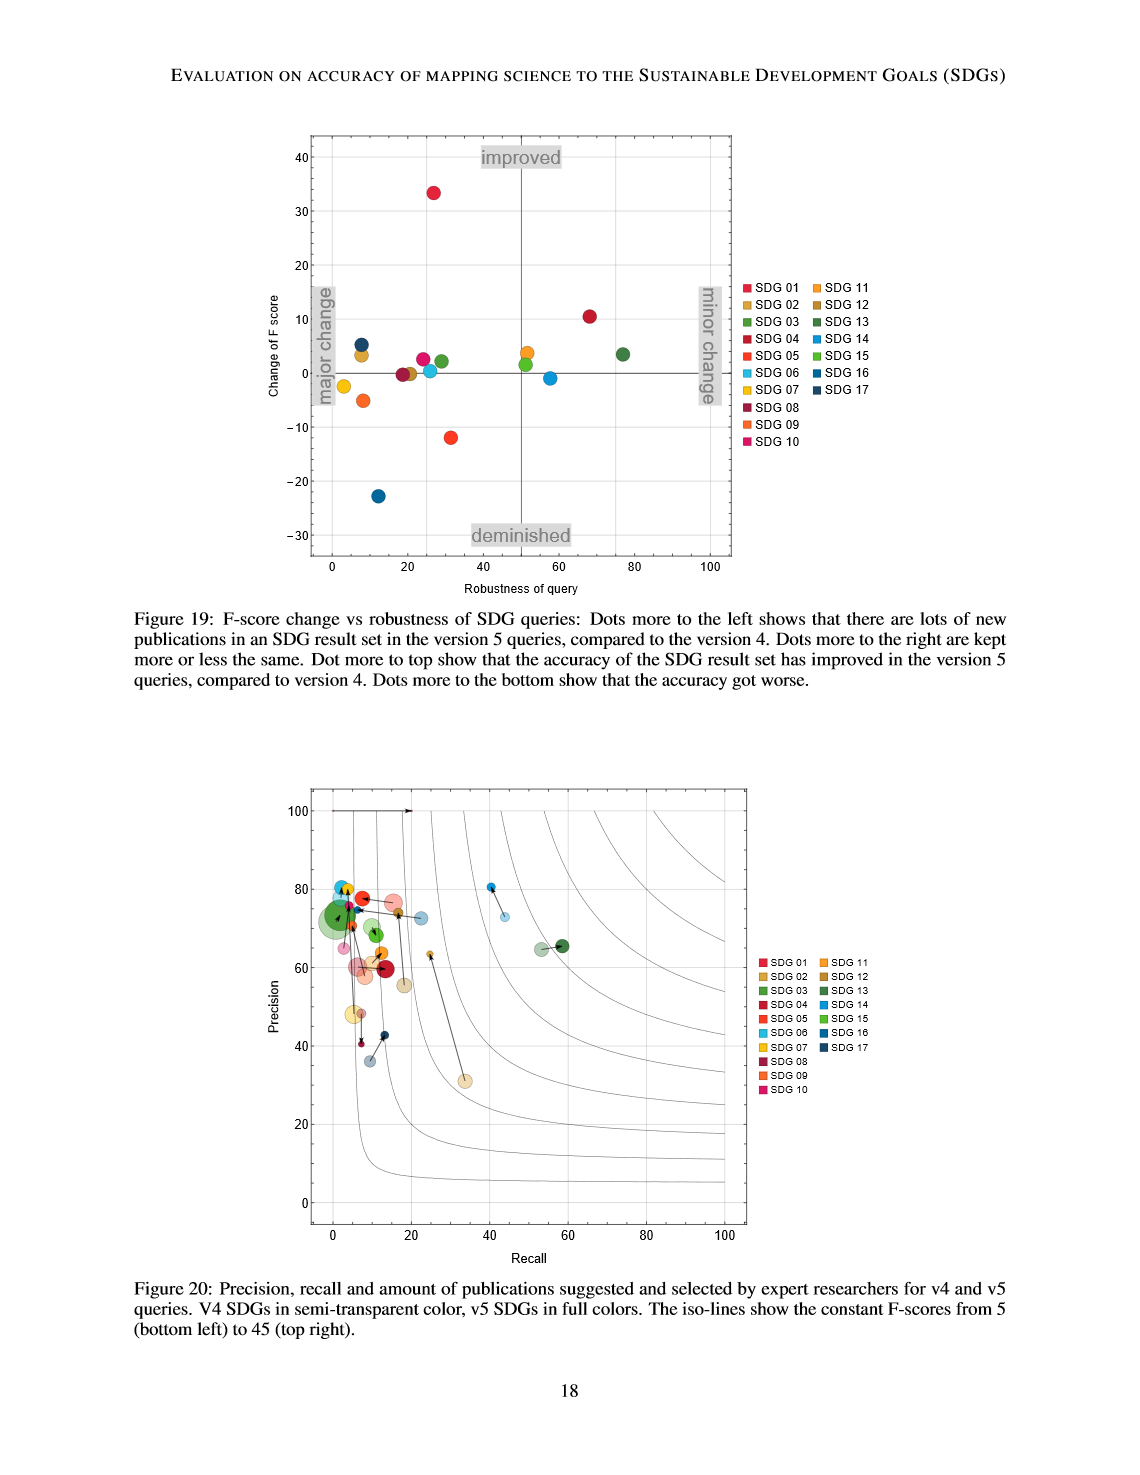 EVALUATION ON ACCURACY OF MAPPING SCIENCE TO THE SUSTAINABLE DEVELOPMENT GOALS (SDGS)
improved
40
30
20
10
0
−10
−20
−30
Change of F score
major change
minor change
deminished
0 20 40 60 80 100
Robustness of query
SDG 01 SDG 11
SDG 02 SDG 12
SDG 03 SDG 13
SDG 04 SDG 14
SDG 05 SDG 15
SDG 06 SDG 16
SDG 07 SDG 17
SDG 08
SDG 09
SDG 10
Figure 19: F-score change vs robustness of SDG queries: Dots more to the left shows that there are lots of new
publications in an SDG result set in the version 5 queries, compared to the version 4. Dots more to the right are kept
more or less the same. Dot more to top show that the accuracy of the SDG result set has improved in the version 5
queries, compared to version 4. Dots more to the bottom show that the accuracy got worse.
100
80
60
40
20
0
Precision
0 20 40 60 80 100
Recall
SDG 01 SDG 11
SDG 02 SDG 12
SDG 03 SDG 13
SDG 04 SDG 14
SDG 05 SDG 15
SDG 06 SDG 16
SDG 07 SDG 17
SDG 08
SDG 09
SDG 10
Figure 20: Precision, recall and amount of publications suggested and selected by expert researchers for v4 and v5
queries. V4 SDGs in semi-transparent color, v5 SDGs in full colors. The iso-lines show the constant F-scores from 5
(bottom left) to 45 (top right).
18